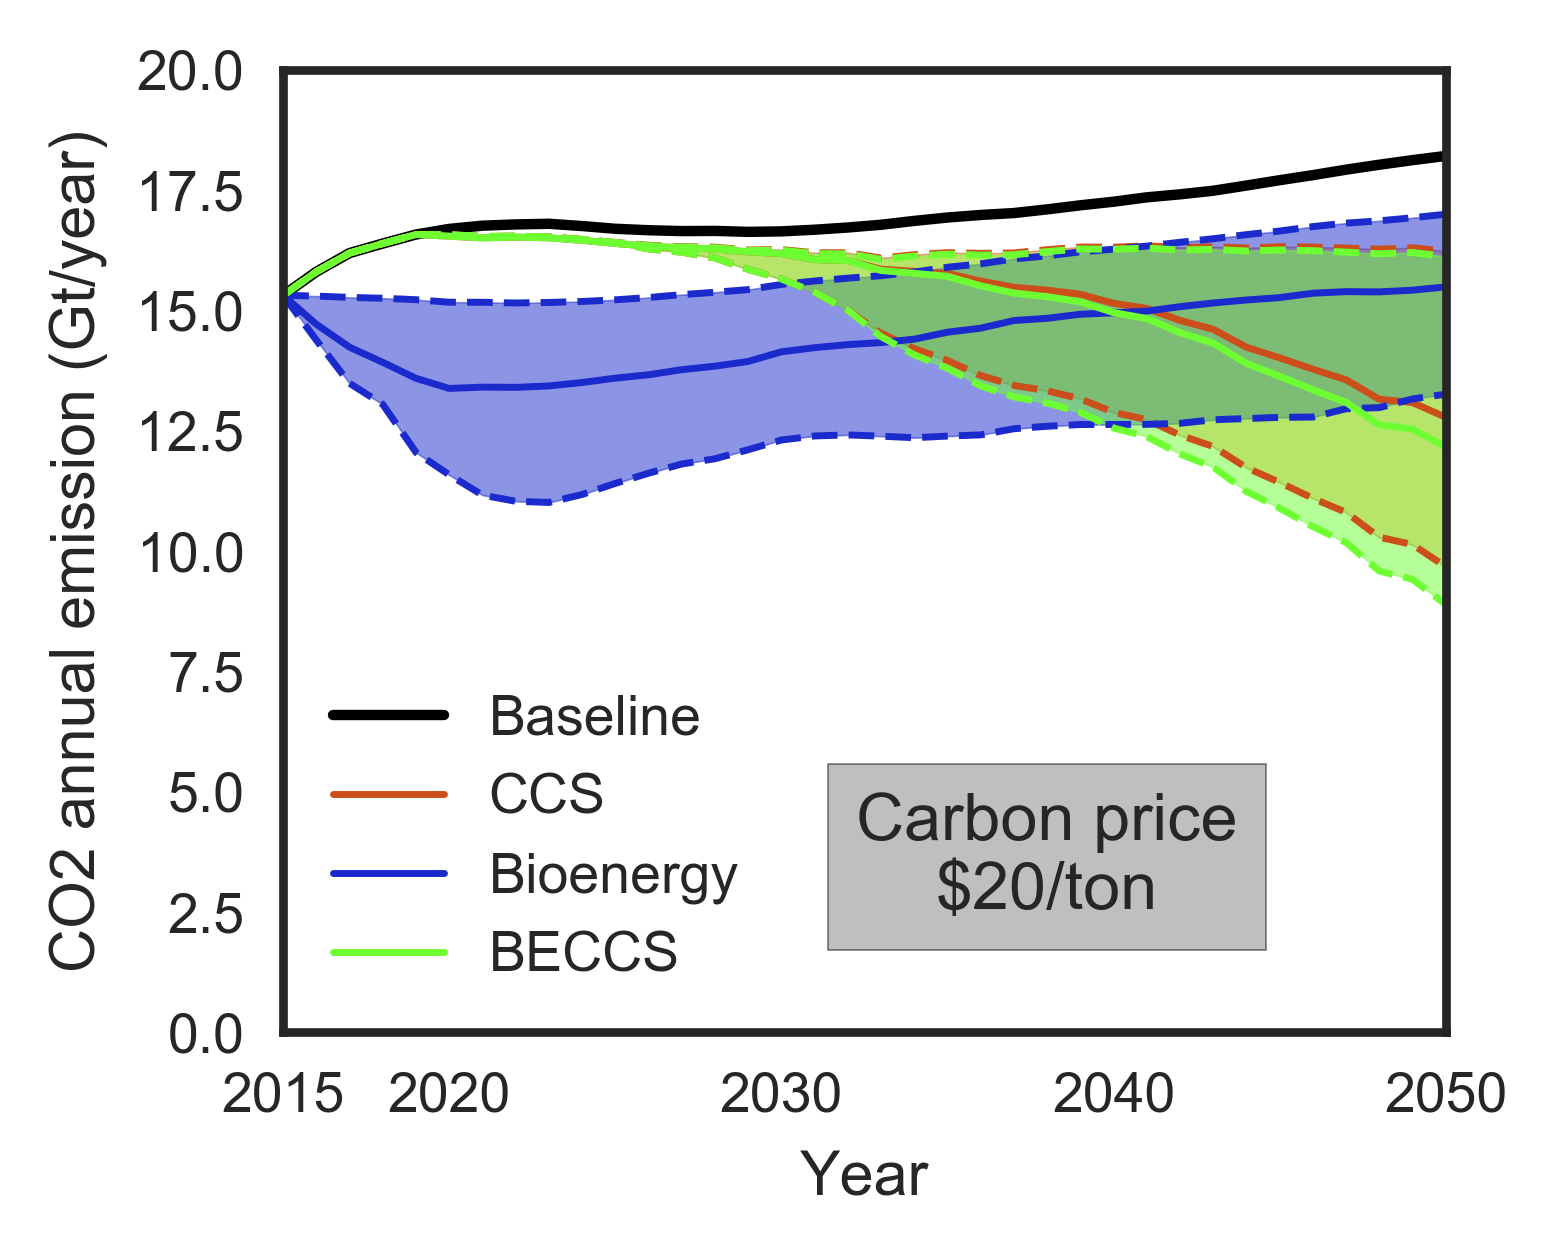 20.0
17.5
15.0
12.5
10.0
7.5
5.0
2.5
0.0
CO2 annual emission (Gt/year)
Baseline
CCS
Bioenergy
BECCS
Carbon price
$20/ton
2015 2020 2030 2040 2050
Year